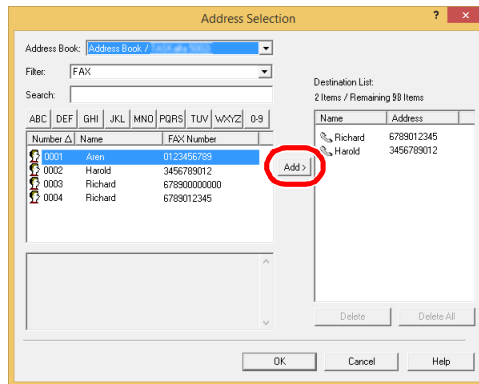 Address Selection
? ×
Address Book: Address Book /
Filter: FAX
Search:
Destination List:
2 Items / Remaining 98 Items
ABC DEF GHI JKL MNO PQRS TUV WXYZ 0-9
Number Name FAX Number
0001 Aren 0123456789
0002 Harold 3456789012
0003 Richard 678900000000
0004 Richard 6789012345
Add >
Name Address
Richard 6789012345
Harold 3456789012
Delete Delete All
OK Cancel Help